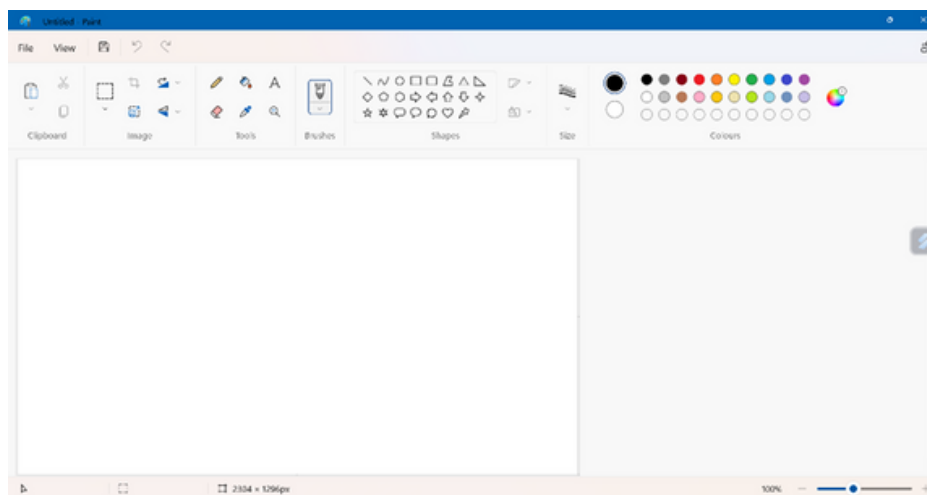 Untitled - Paint
File View
A
Clipboard Image Tools Brushes Shapes Size Colours
2304 × 1296px 100%